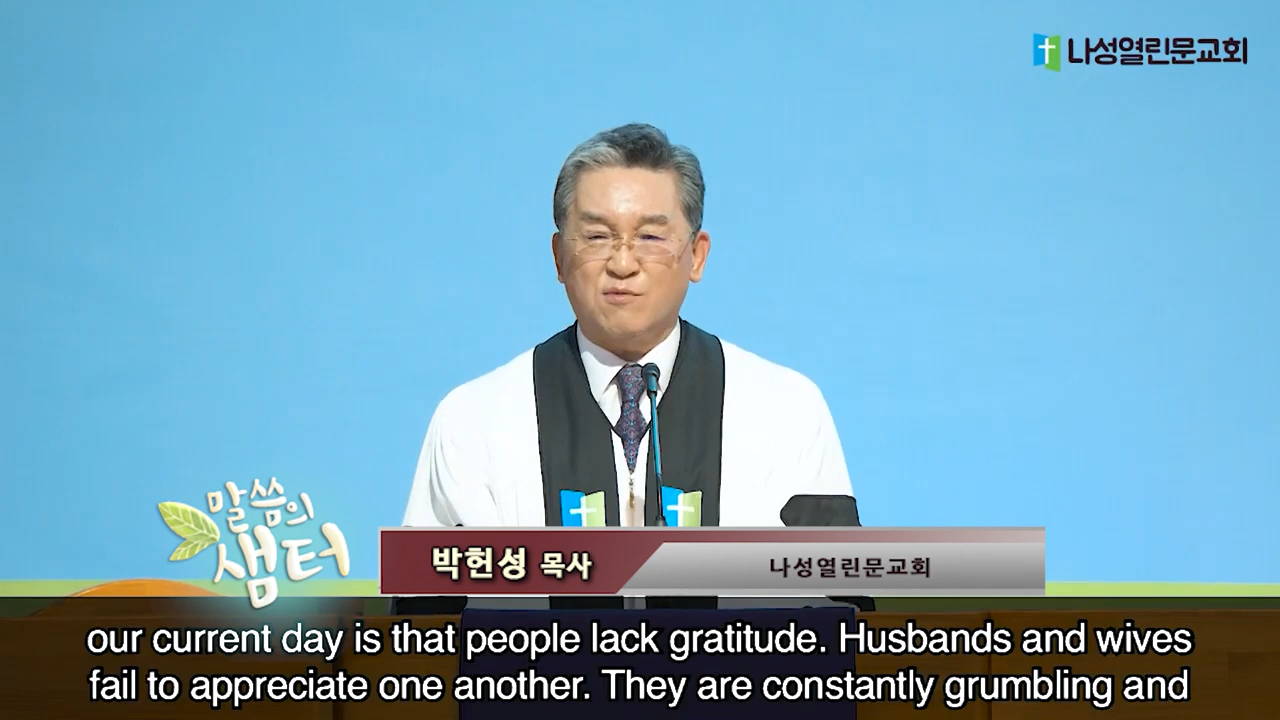 나성열린문교회
말씀의
샘터
박헌성 목사
나성열린문교회
our current day is that people lack gratitude. Husbands and wives
fail to appreciate one another. They are constantly grumbling and